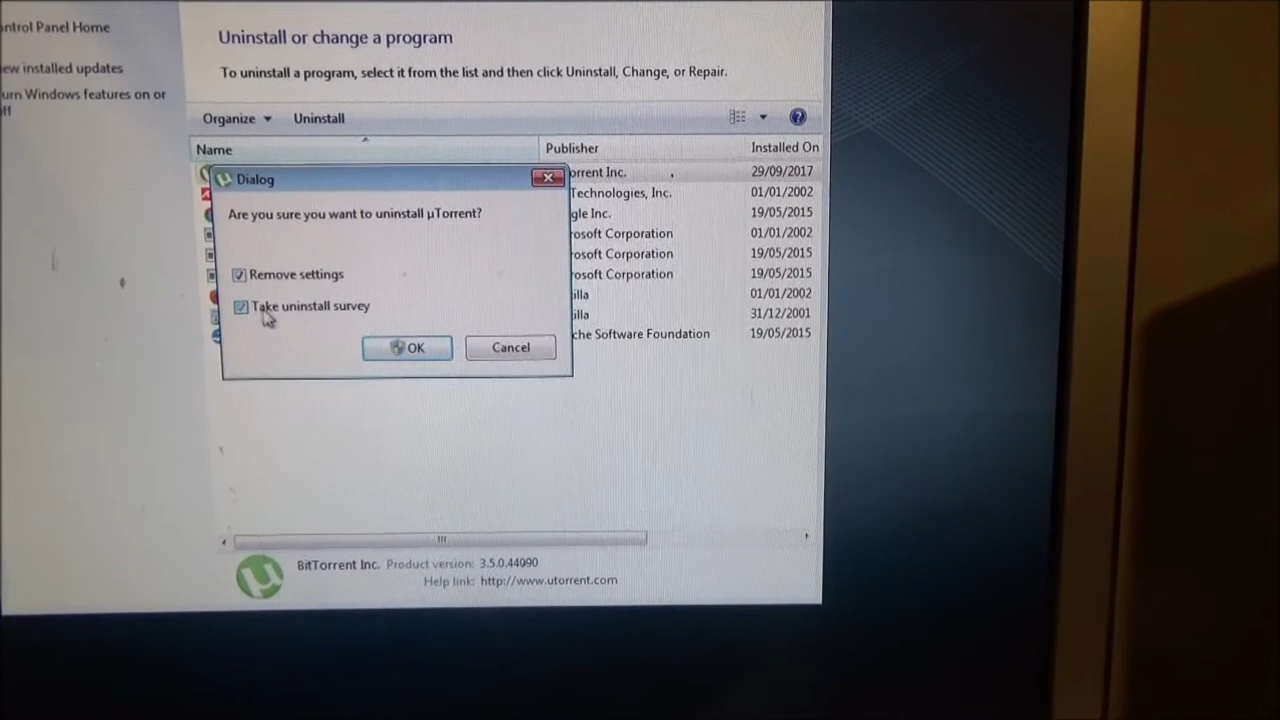 ontrol Panel Home
ew installed updates
urn Windows features on or
ff
Uninstall or change a program
To uninstall a program, select it from the list and then click Uninstall, Change, or Repair.
Organize Uninstall
Name Publisher Installed On
orrent Inc. 29/09/2017
Technologies, Inc. 01/01/2002
gle Inc. 19/05/2015
rosoft Corporation 01/01/2002
rosoft Corporation 19/05/2015
rosoft Corporation 19/05/2015
illa 01/01/2002
illa 31/12/2001
che Software Foundation 19/05/2015
Dialog
Are you sure you want to uninstall µTorrent?
Remove settings
Take uninstall survey
OK Cancel
BitTorrent Inc. Product version: 3.5.0.44090
Help link: http://www.utorrent.com